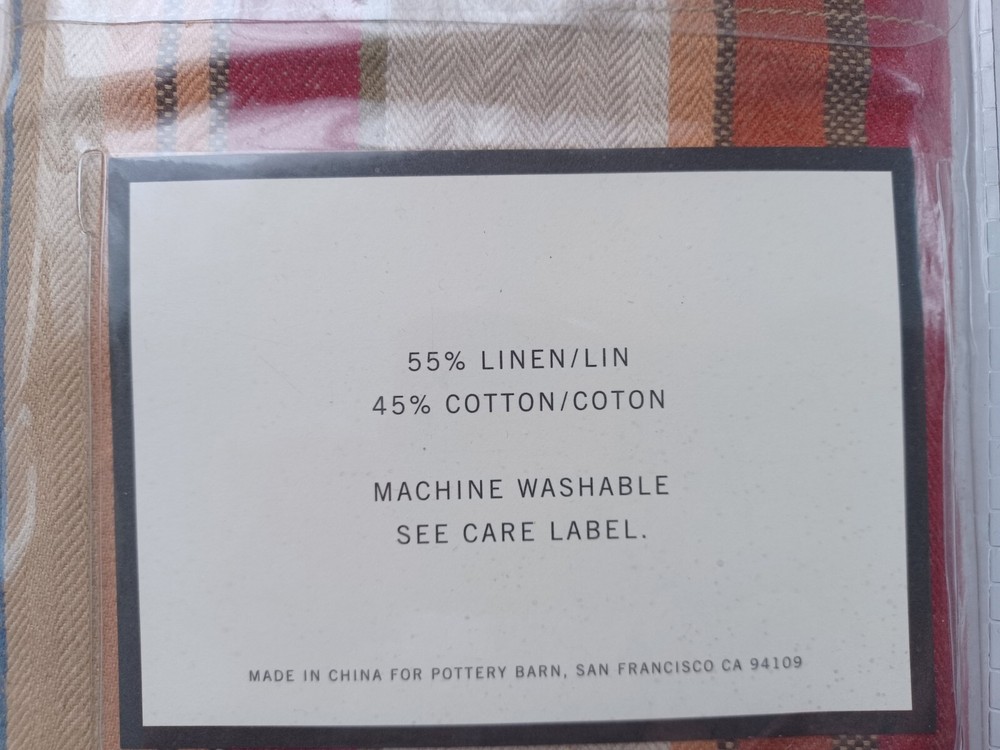 55% LINEN/LIN
45% COTTON/COTON
MACHINE WASHABLE
SEE CARE LABEL.
MADE IN CHINA FOR POTTERY BARN, SAN FRANCISCO CA 94109